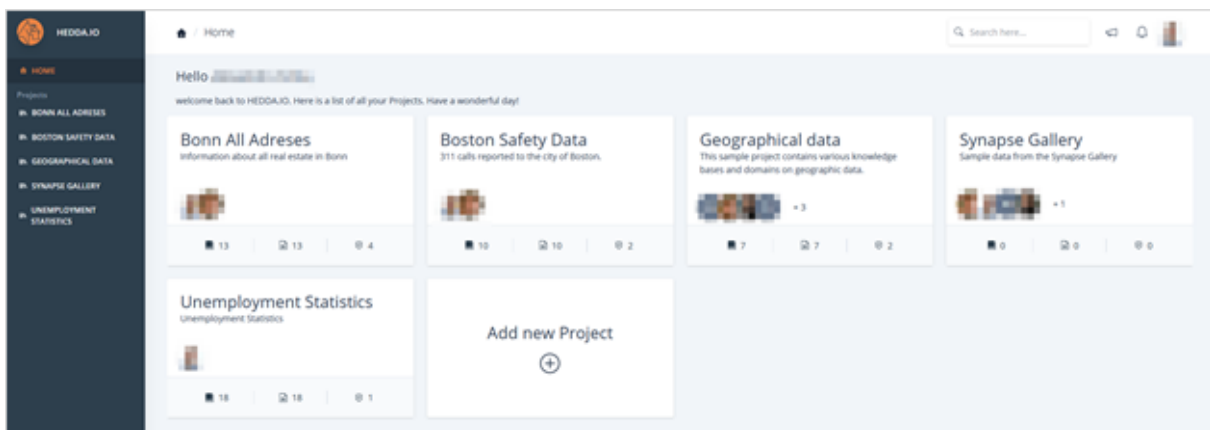 HEDDA.IO
/ Home
Search here...
HOME
Projects
BONN ALL ADRESES
BOSTON SAFETY DATA
GEOGRAPHICAL DATA
SYNAPSE GALLERY
UNEMPLOYMENT
STATISTICS
Hello
welcome back to HEDDA.IO. Here is a list of all your Projects. Have a wonderful day!
Bonn All Adreses
Information about all real estate in Bonn
13 13 4
Boston Safety Data
311 calls reported to the city of Boston.
10 10 2
Geographical data
This sample project contains various knowledge
bases and domains on geographic data.
+ 3
7 7 2
Synapse Gallery
Sample data from the Synapse Gallery
+ 1
0 0 0
Unemployment Statistics
Unemployment Statistics
18 18 1
Add new Project